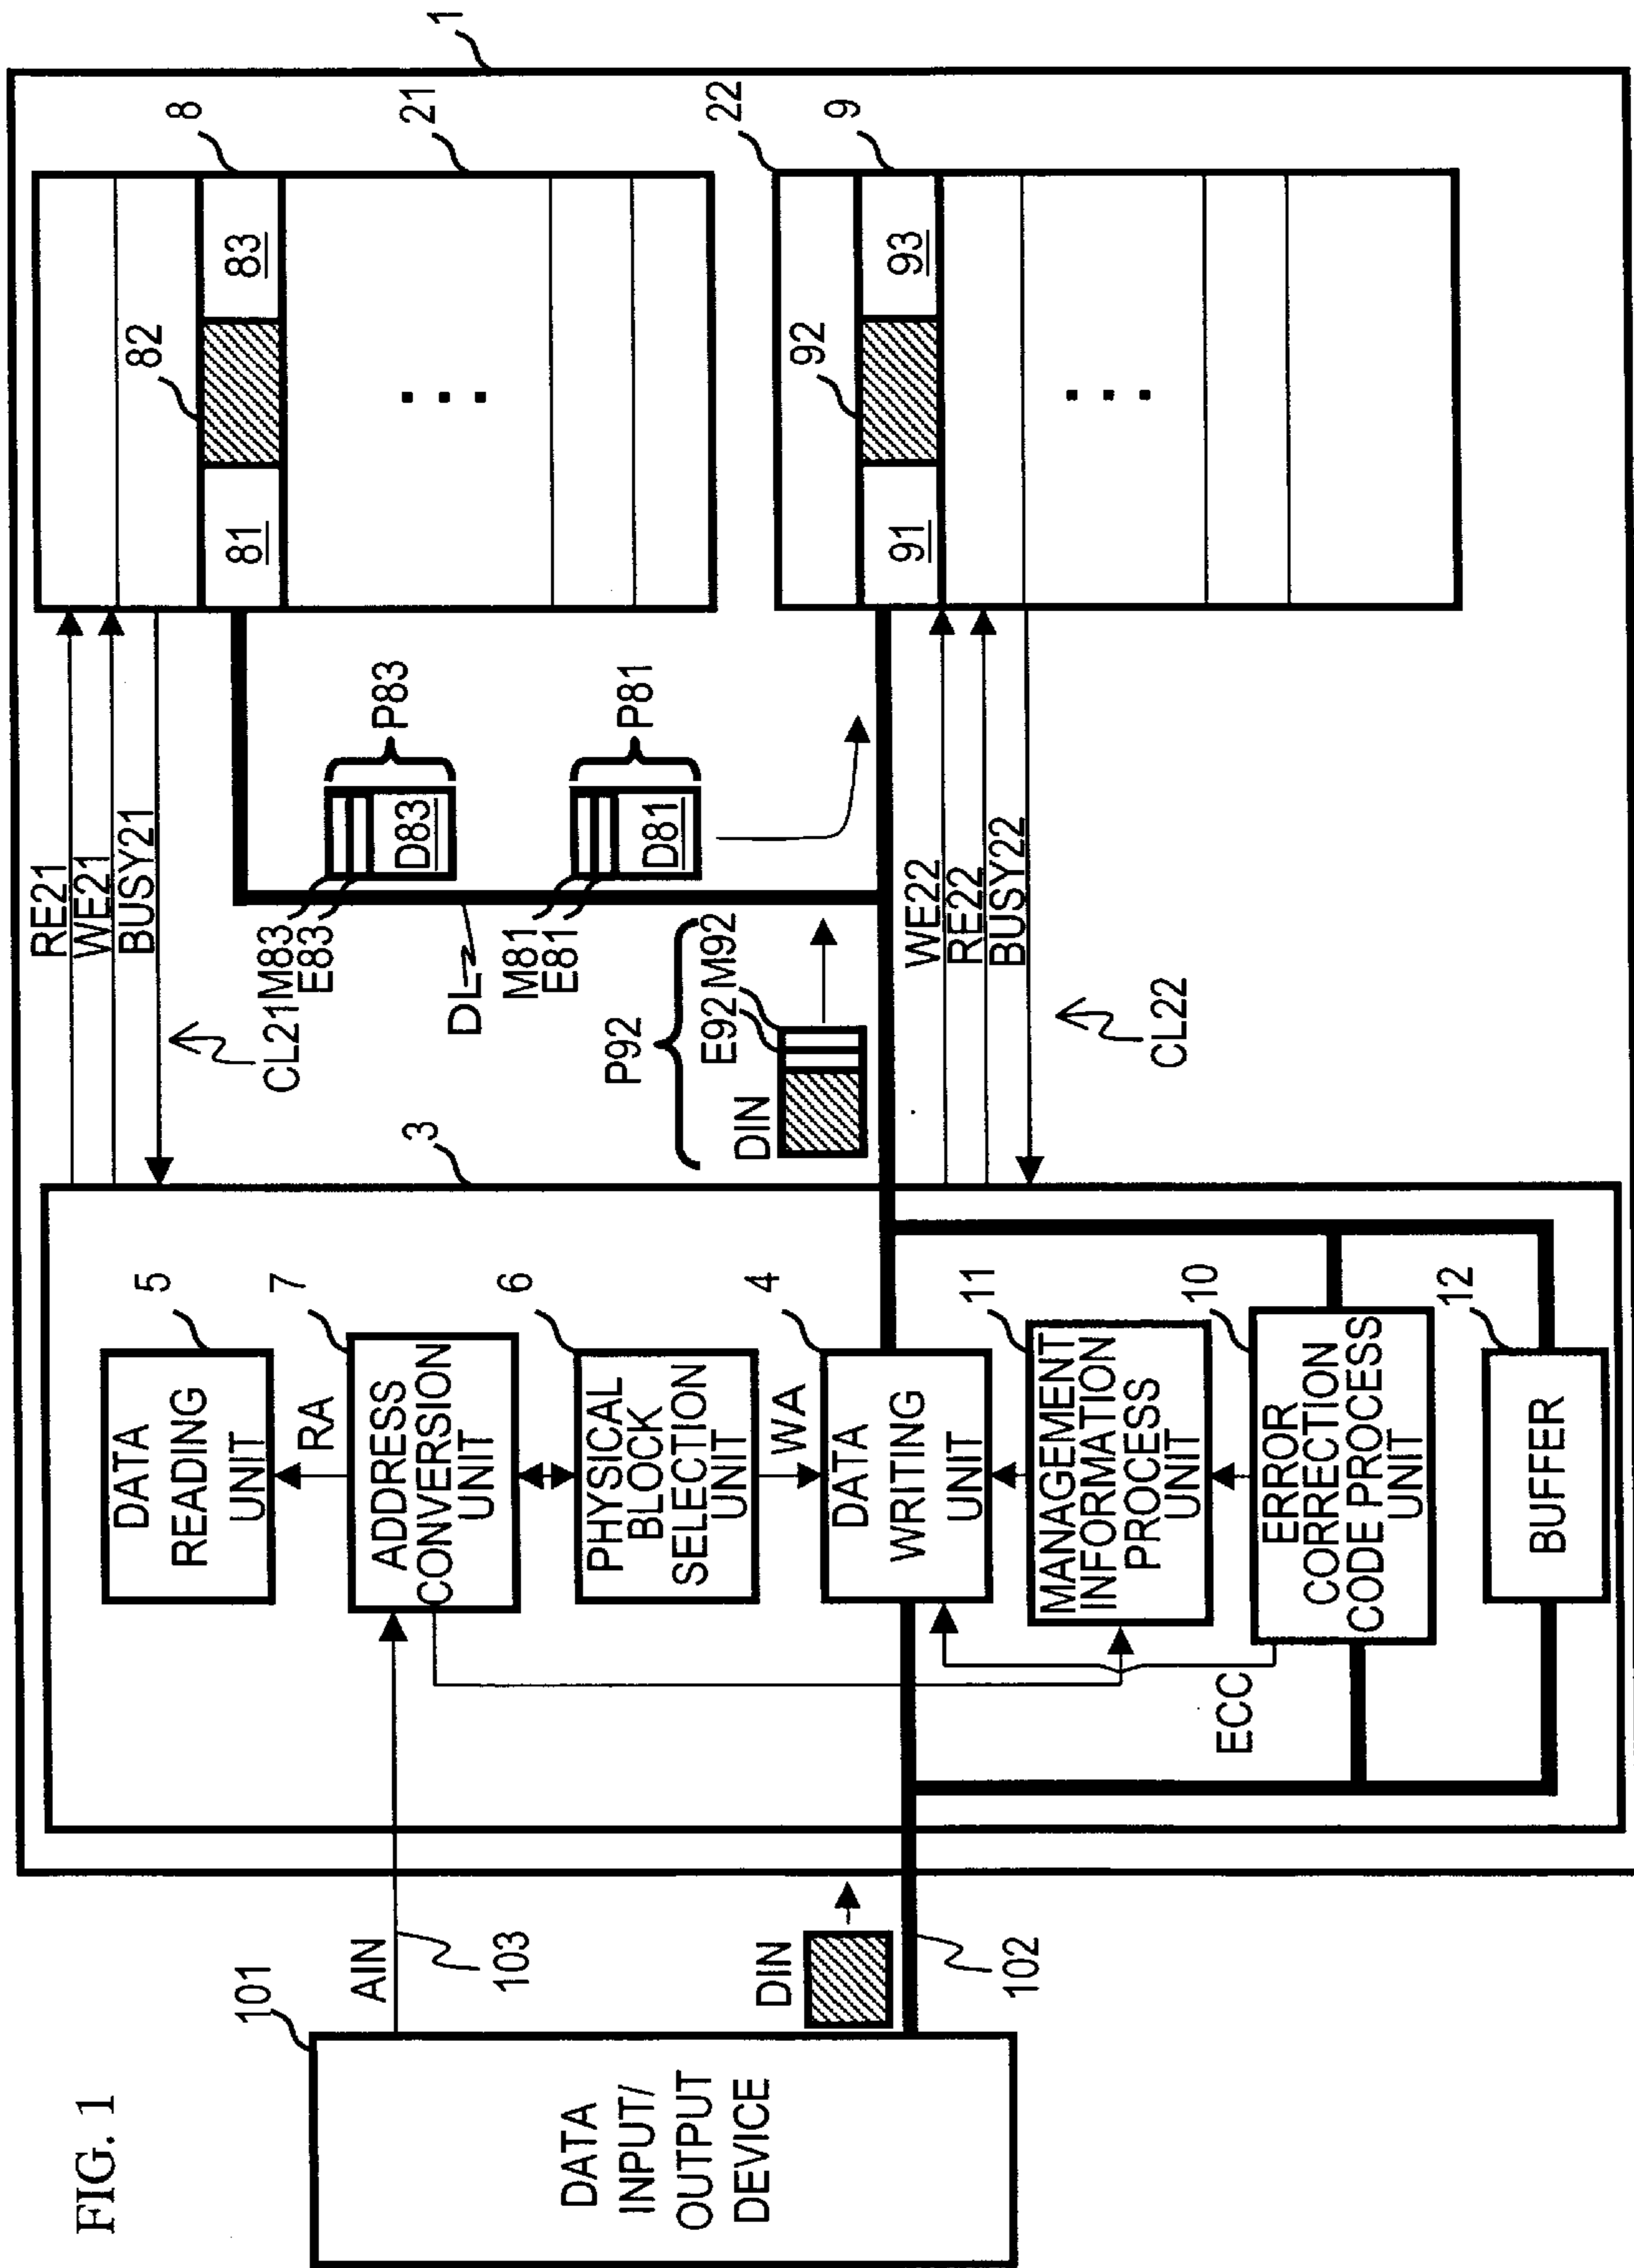 FIG. 1
101
DATA
INPUT/
OUTPUT
DEVICE
AIN
103
DIN
102
1
3
DATA
READING
UNIT
5
RA
ADDRESS
CONVERSION
UNIT
7
PHYSICAL
BLOCK
SELECTION
UNIT
6
WA
DATA
WRITING
UNIT
4
MANAGEMENT
INFORMATION
PROCESS
UNIT
11
ERROR
CORRECTION
CODE PROCESS
UNIT
10
ECC
BUFFER
12
RE21
WE21
BUSY21
CL21
M83
E83
D83
P83
M81
E81
D81
P81
DL
P92
DIN
E92
M92
WE22
RE22
BUSY22
CL22
81
82
83
8
21
...
91
92
93
22
9
...